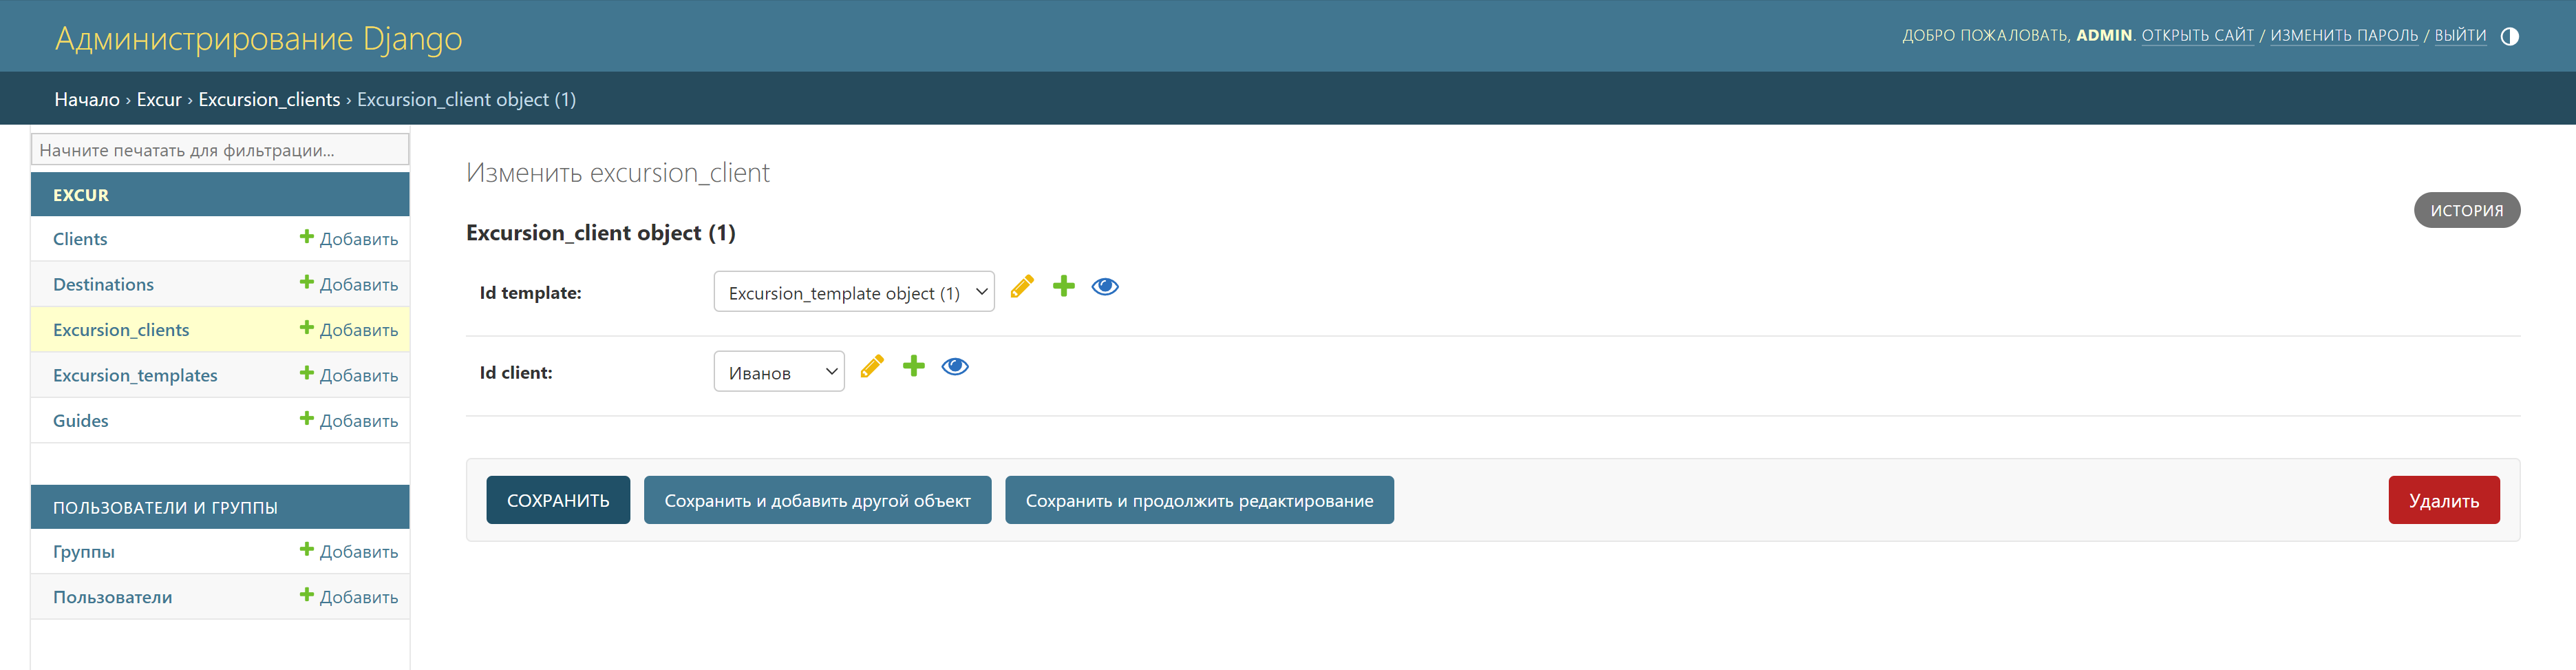 Администрирование Django
ДОБРО ПОЖАЛОВАТЬ, ADMIN. ОТКРЫТЬ САЙТ / ИЗМЕНИТЬ ПАРОЛЬ / ВЫЙТИ
Начало › Excur › Excursion_clients › Excursion_client object (1)
Начните печатать для фильтрации...
EXCUR
Clients Добавить
Destinations Добавить
Excursion_clients Добавить
Excursion_templates Добавить
Guides Добавить
ПОЛЬЗОВАТЕЛИ И ГРУППЫ
Группы Добавить
Пользователи Добавить
Изменить excursion_client
ИСТОРИЯ
Excursion_client object (1)
Id template: Excursion_template object (1)
Id client: Иванов
СОХРАНИТЬ Сохранить и добавить другой объект Сохранить и продолжить редактирование Удалить